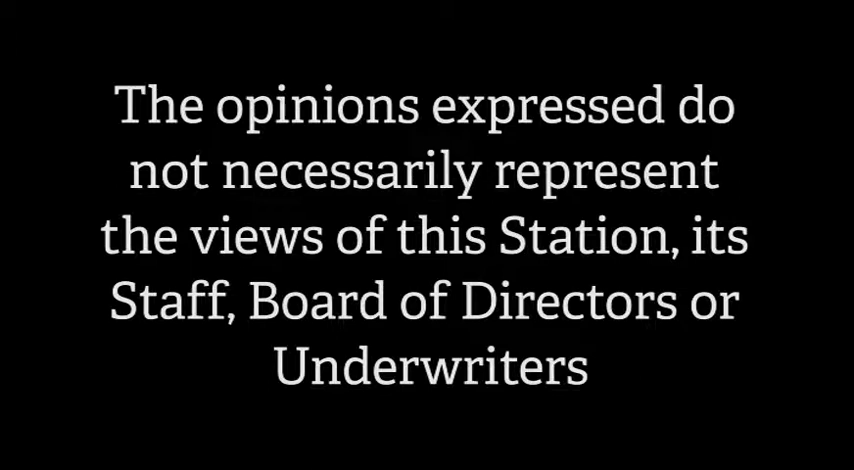 The opinions expressed do
not necessarily represent
the views of this Station, its
Staff, Board of Directors or
Underwriters